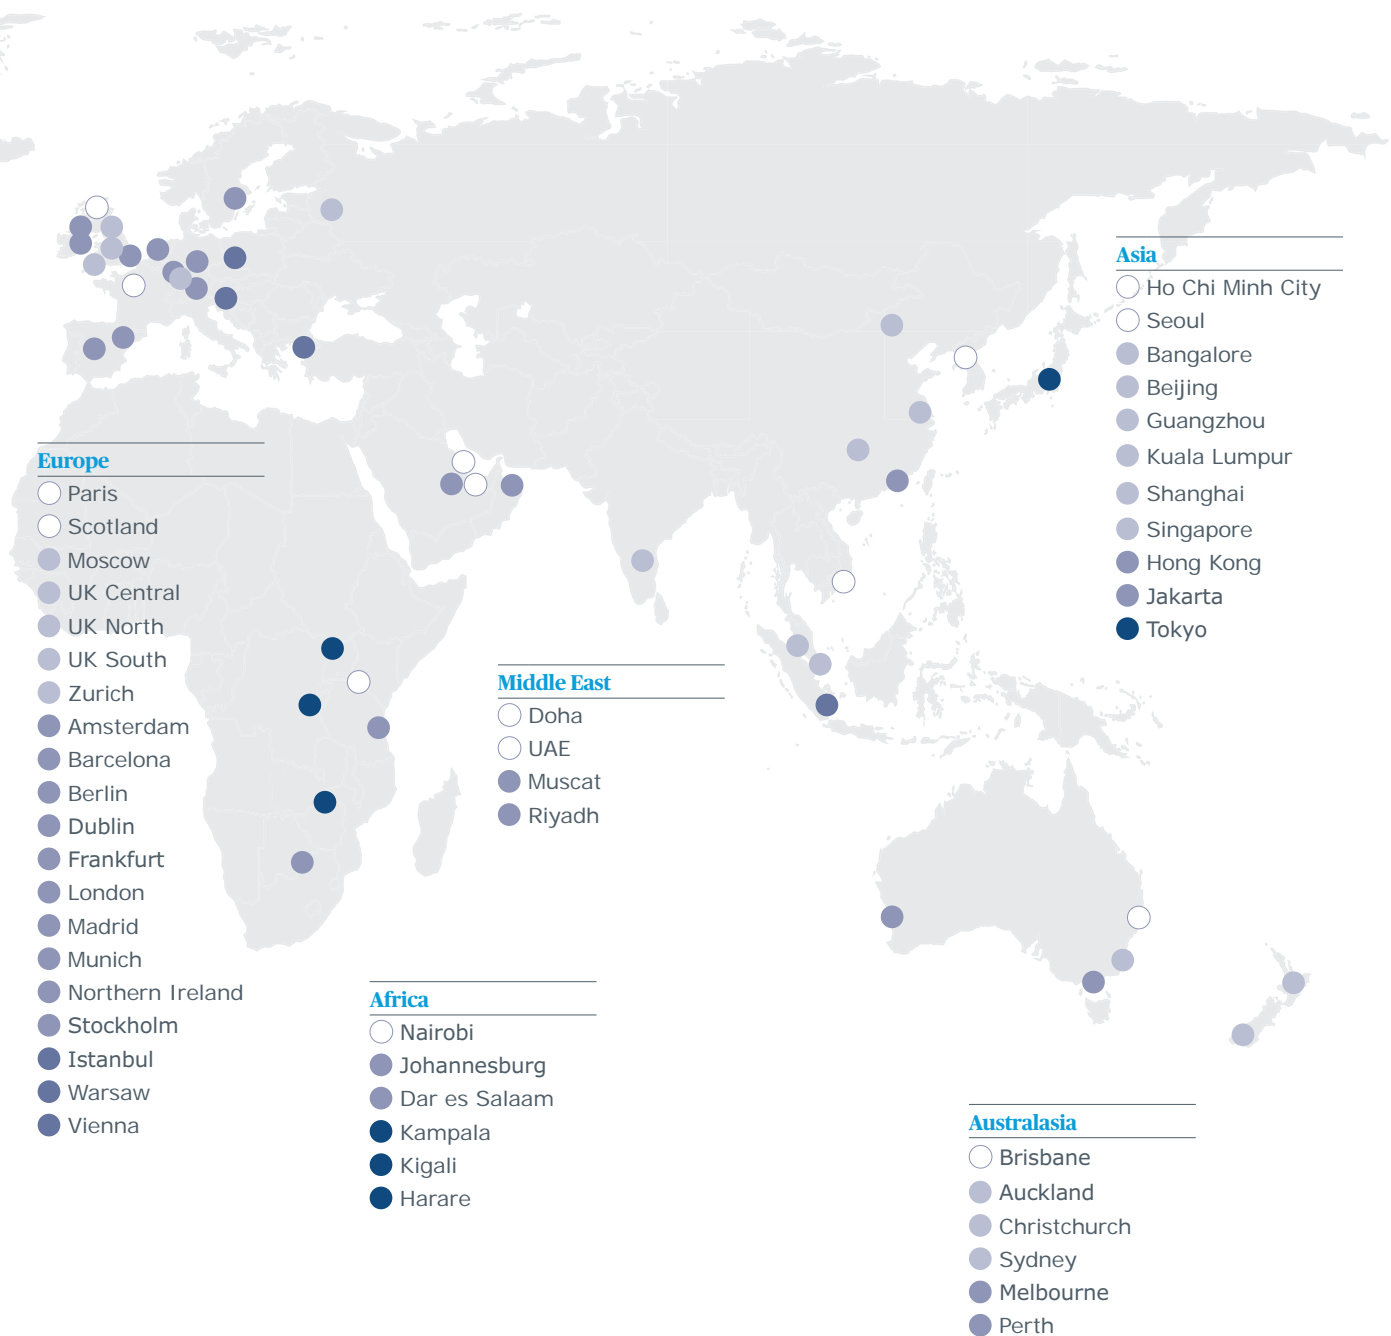 Europe
Paris
Scotland
Moscow
UK Central
UK North
UK South
Zurich
Amsterdam
Barcelona
Berlin
Dublin
Frankfurt
London
Madrid
Munich
Northern Ireland
Stockholm
Istanbul
Warsaw
Vienna
Africa
Nairobi
Johannesburg
Dar es Salaam
Kampala
Kigali
Harare
Middle East
Doha
UAE
Muscat
Riyadh
Asia
Ho Chi Minh City
Seoul
Bangalore
Beijing
Guangzhou
Kuala Lumpur
Shanghai
Singapore
Hong Kong
Jakarta
Tokyo
Australasia
Brisbane
Auckland
Christchurch
Sydney
Melbourne
Perth